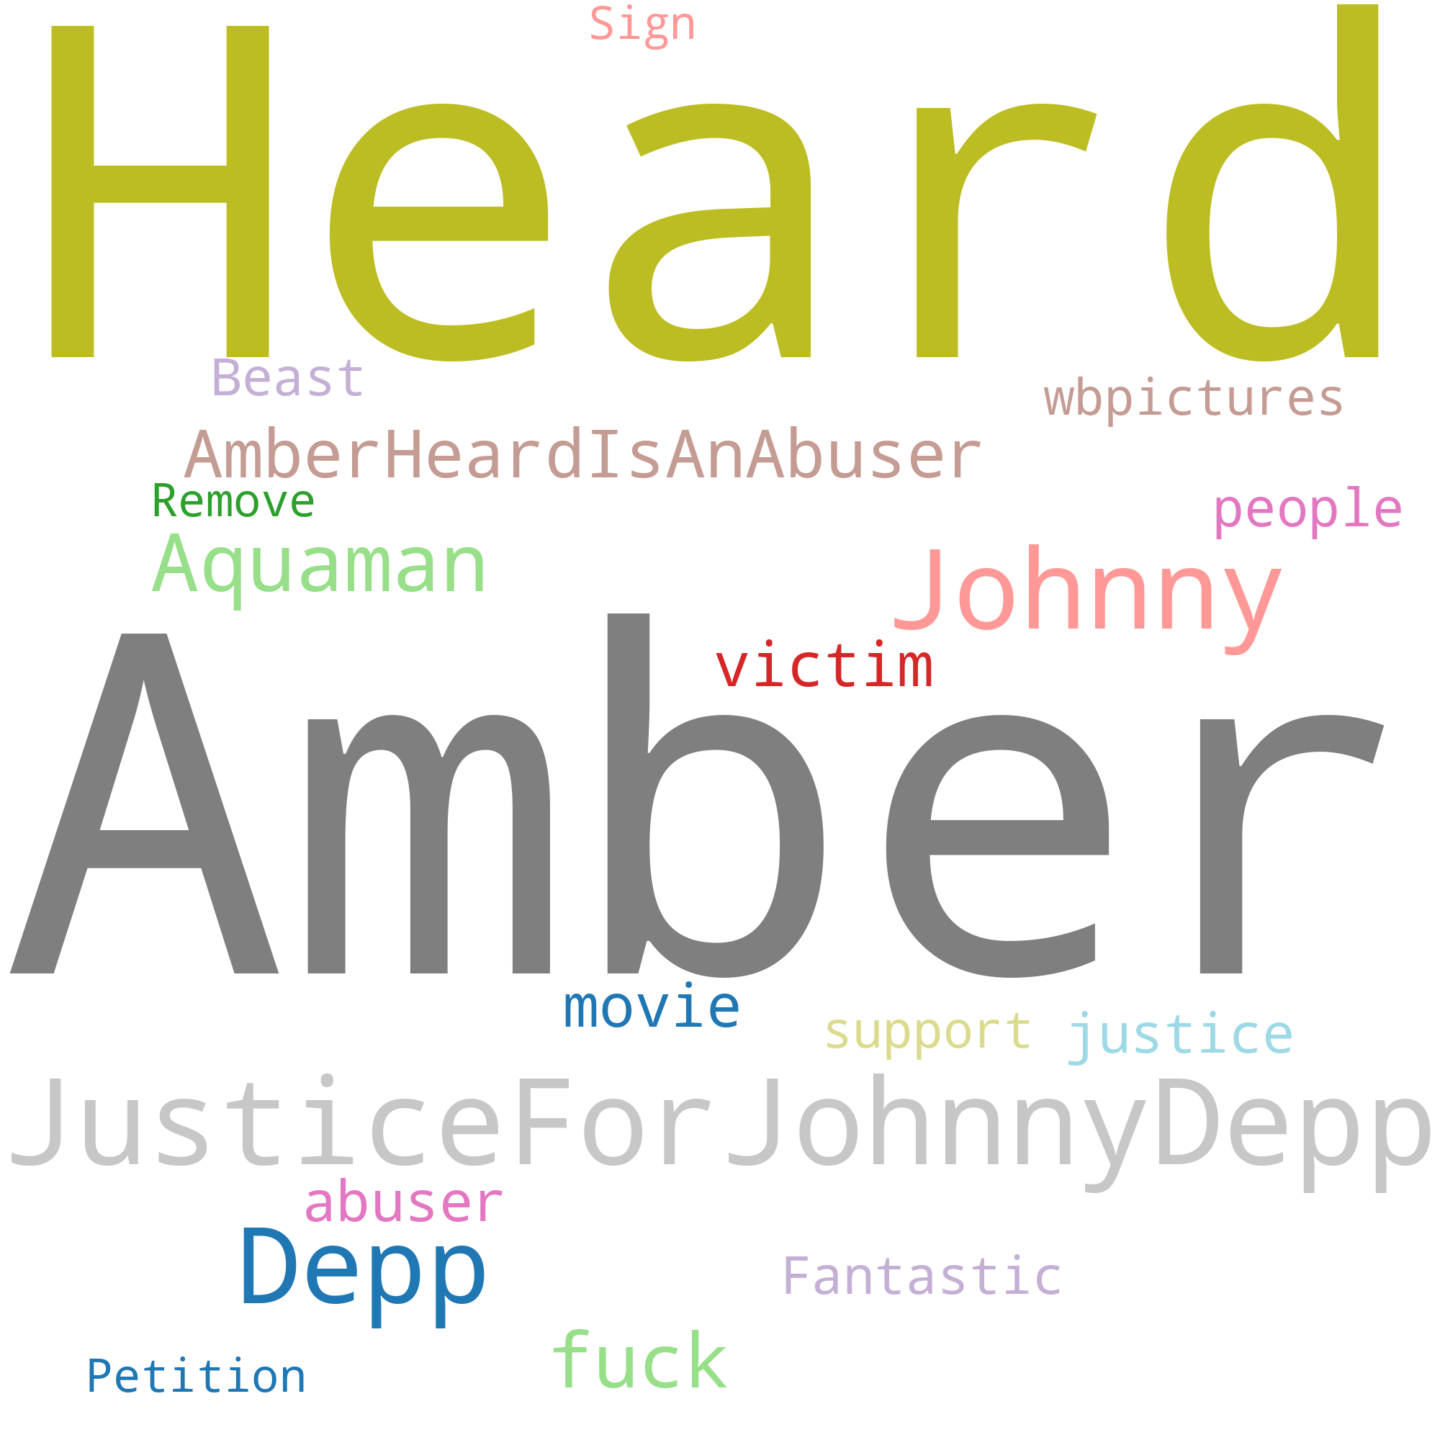 Sign
Heard
Beast
wbpictures
AmberHeardIsAnAbuser
Remove
people
Aquaman
Johnny
victim
Amber
movie
support
justice
JusticeForJohnnyDepp
abuser
Depp
Fantastic
fuck
Petition